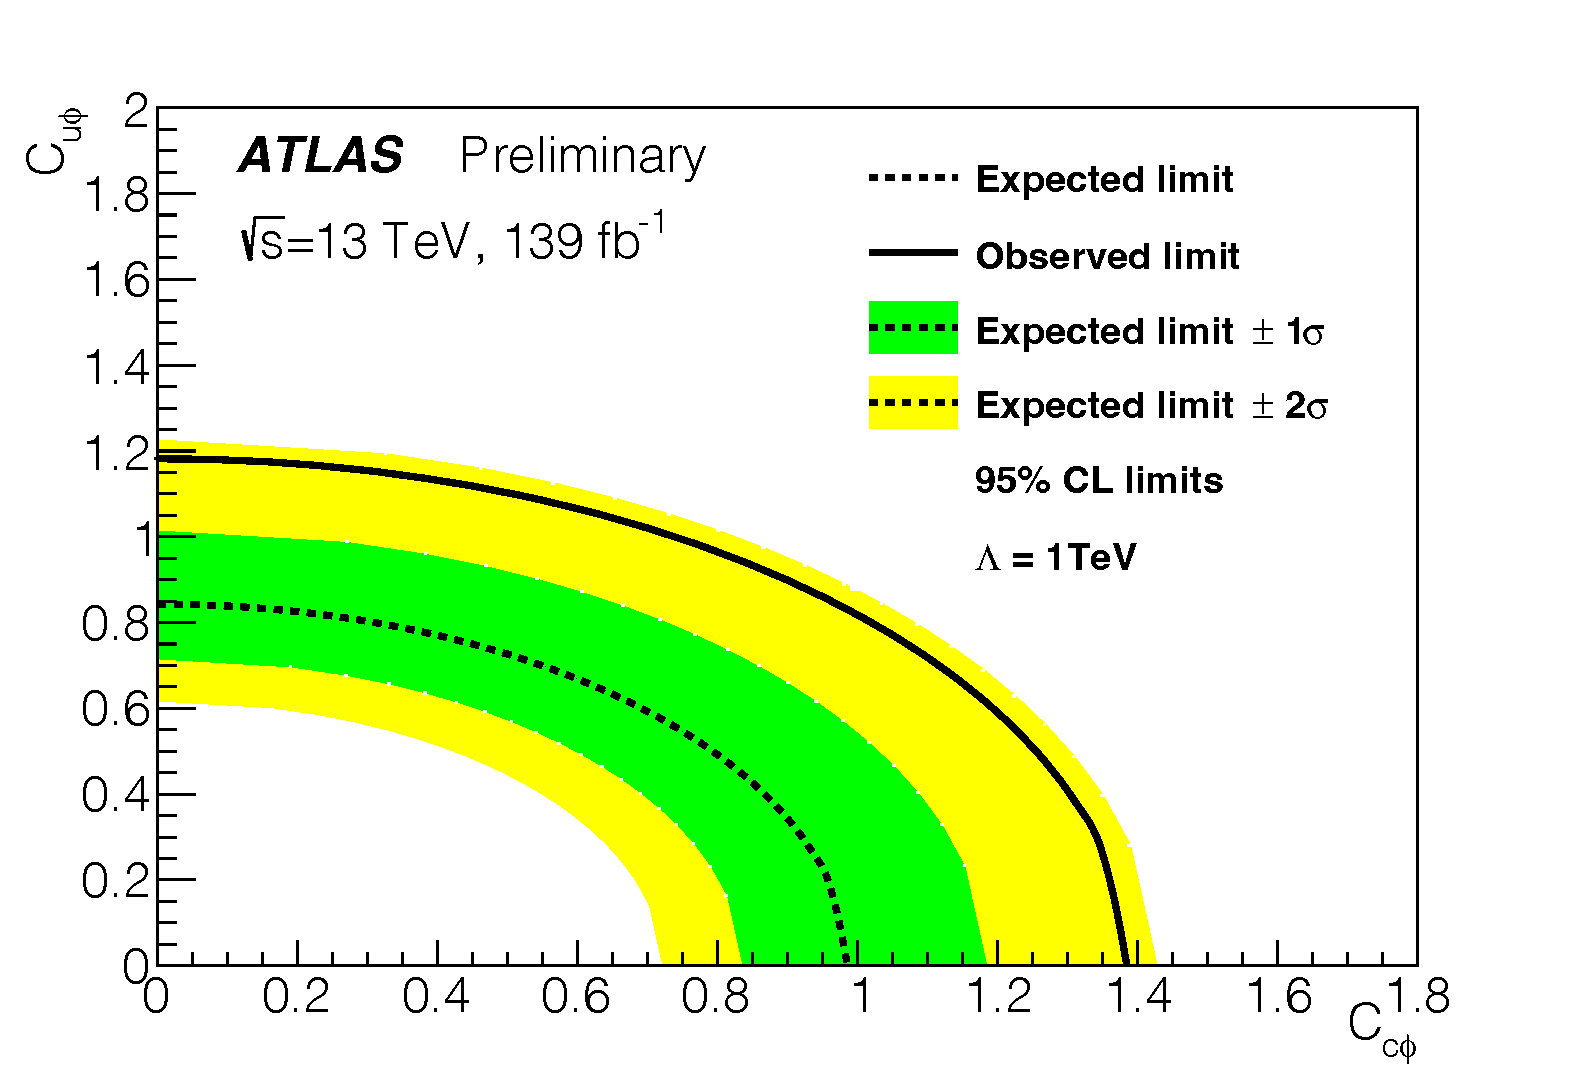 ATLAS Preliminary
√s=13 TeV, 139 fb⁻¹
Expected limit
Observed limit
Expected limit ± 1σ
Expected limit ± 2σ
95% CL limits
Λ = 1TeV
C_uφ
2
1.8
1.6
1.4
1.2
1
0.8
0.6
0.4
0.2
0
0 0.2 0.4 0.6 0.8 1 1.2 1.4 1.6 1.8
C_cφ